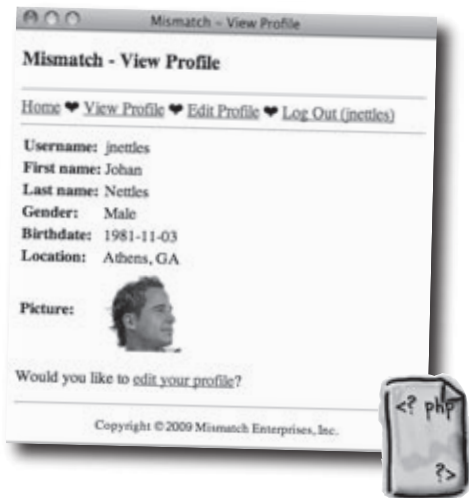 Mismatch - View Profile
Mismatch - View Profile
Home ❤ View Profile ❤ Edit Profile ❤ Log Out (jnettles)
Username: jnettles
First name: Johan
Last name: Nettles
Gender: Male
Birthdate: 1981-11-03
Location: Athens, GA
Picture:
Would you like to edit your profile?
Copyright © 2009 Mismatch Enterprises, Inc.
<? php
?>